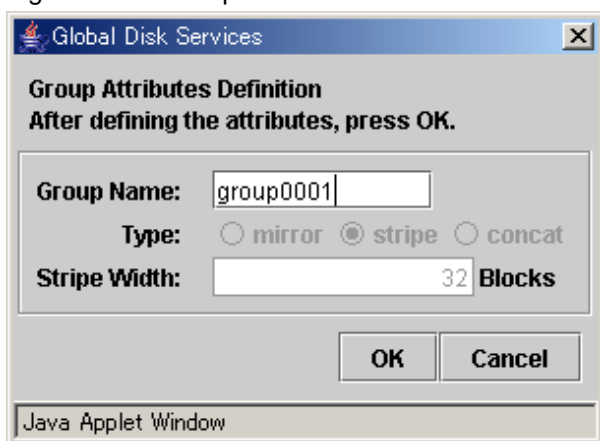 Global Disk Services
Group Attributes Definition
After defining the attributes, press OK.
Group Name: group0001
Type: mirror stripe concat
Stripe Width: 32 Blocks
OK Cancel
Java Applet Window